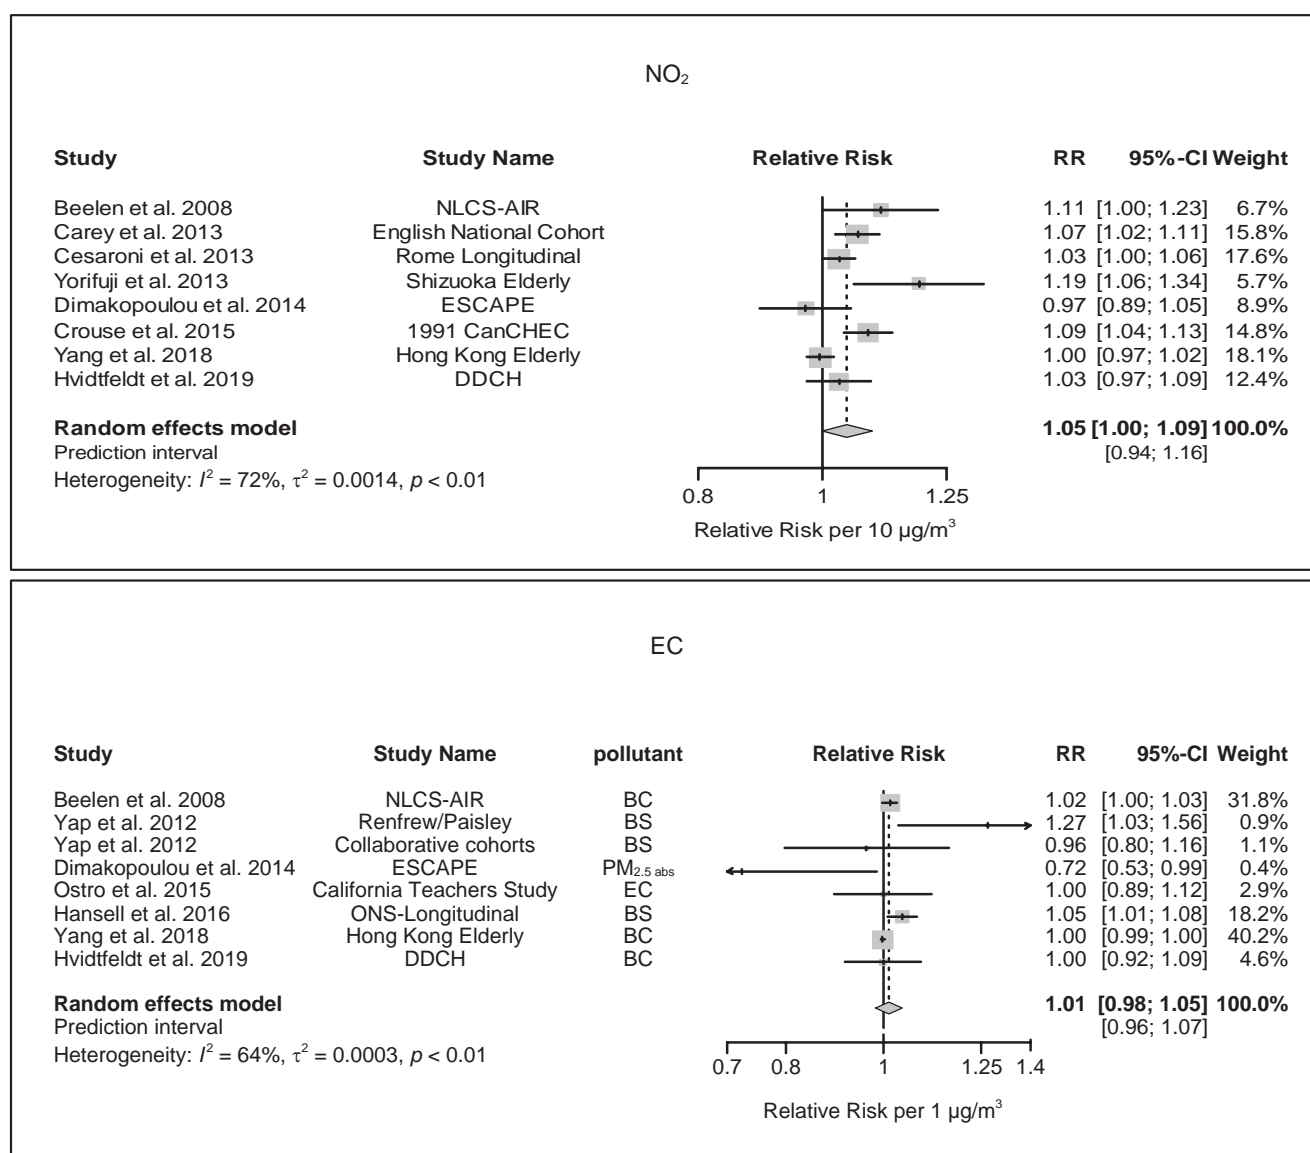 NO₂
Study Study Name Relative Risk RR 95%-CI Weight
Beelen et al. 2008 NLCS-AIR 1.11 [1.00; 1.23] 6.7%
Carey et al. 2013 English National Cohort 1.07 [1.02; 1.11] 15.8%
Cesaroni et al. 2013 Rome Longitudinal 1.03 [1.00; 1.06] 17.6%
Yorifuji et al. 2013 Shizuoka Elderly 1.19 [1.06; 1.34] 5.7%
Dimakopoulou et al. 2014 ESCAPE 0.97 [0.89; 1.05] 8.9%
Crouse et al. 2015 1991 CanCHEC 1.09 [1.04; 1.13] 14.8%
Yang et al. 2018 Hong Kong Elderly 1.00 [0.97; 1.02] 18.1%
Hvidtfeldt et al. 2019 DDCH 1.03 [0.97; 1.09] 12.4%
Random effects model 1.05 [1.00; 1.09] 100.0%
Prediction interval [0.94; 1.16]
Heterogeneity: I² = 72%, τ² = 0.0014, p < 0.01
0.8 1 1.25
Relative Risk per 10 µg/m³
EC
Study Study Name pollutant Relative Risk RR 95%-CI Weight
Beelen et al. 2008 NLCS-AIR BC 1.02 [1.00; 1.03] 31.8%
Yap et al. 2012 Renfrew/Paisley BS 1.27 [1.03; 1.56] 0.9%
Yap et al. 2012 Collaborative cohorts BS 0.96 [0.80; 1.16] 1.1%
Dimakopoulou et al. 2014 ESCAPE PM2.5 abs 0.72 [0.53; 0.99] 0.4%
Ostro et al. 2015 California Teachers Study EC 1.00 [0.89; 1.12] 2.9%
Hansell et al. 2016 ONS-Longitudinal BS 1.05 [1.01; 1.08] 18.2%
Yang et al. 2018 Hong Kong Elderly BC 1.00 [0.99; 1.00] 40.2%
Hvidtfeldt et al. 2019 DDCH BC 1.00 [0.92; 1.09] 4.6%
Random effects model 1.01 [0.98; 1.05] 100.0%
Prediction interval [0.96; 1.07]
Heterogeneity: I² = 64%, τ² = 0.0003, p < 0.01
0.7 0.8 1 1.25 1.4
Relative Risk per 1 µg/m³